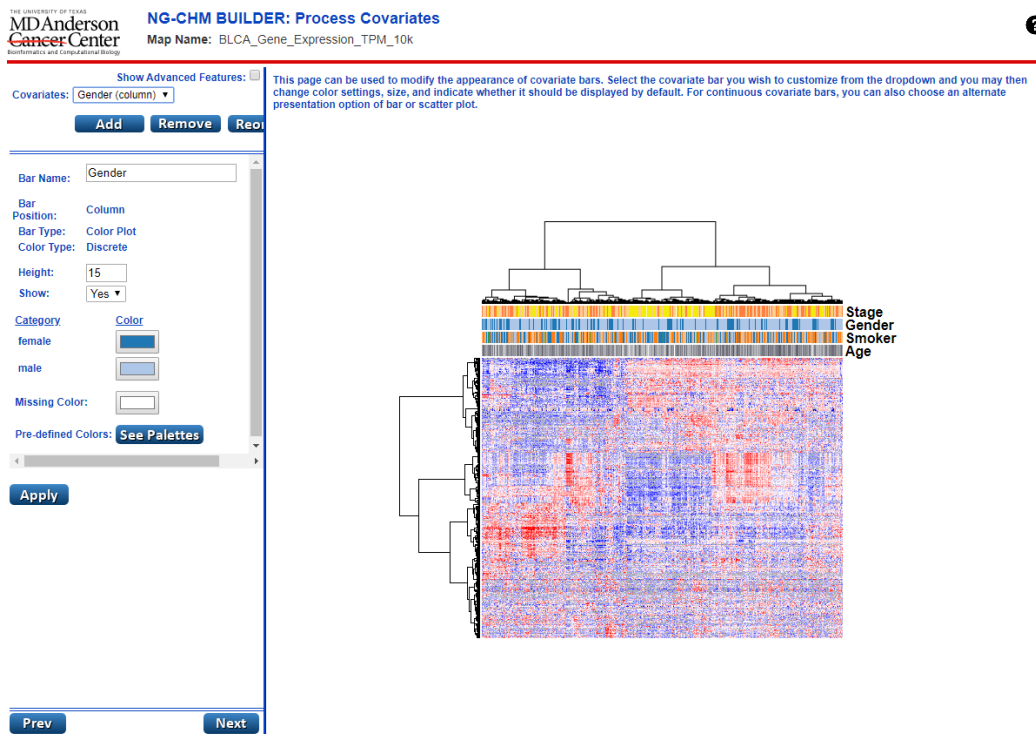 THE UNIVERSITY OF TEXAS
MDAnderson
Cancer Center
Bioinformatics and Computational Biology
NG-CHM BUILDER: Process Covariates
Map Name: BLCA_Gene_Expression_TPM_10k
?
Show Advanced Features:
Covariates: Gender (column)
Add Remove Reor
This page can be used to modify the appearance of covariate bars. Select the covariate bar you wish to customize from the dropdown and you may then
change color settings, size, and indicate whether it should be displayed by default. For continuous covariate bars, you can also choose an alternate
presentation option of bar or scatter plot.
Bar Name: Gender
Bar
Position: Column
Bar Type: Color Plot
Color Type: Discrete
Height: 15
Show: Yes
Category Color
female
male
Missing Color:
Pre-defined Colors: See Palettes
Apply
Stage
Gender
Smoker
Age
Prev Next